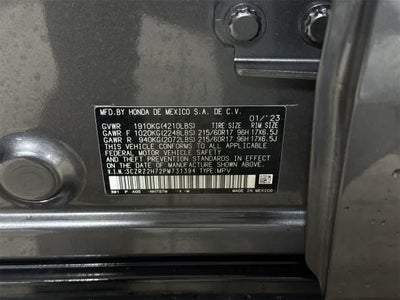 MFD.BY HONDA DE MEXICO S.A. DE C.V.
01/'23
GVWR 1910KG(4210LBS) TIRE SIZE RIM SIZE
GAWR F 1020KG(2248LBS) 215/60R17 96H 17X6.5J
GAWR R 940KG(2072LBS) 215/60R17 96H 17X6.5J
THIS VEHICLE CONFORMS TO ALL APPLICABLE
FEDERAL MOTOR VEHICLE SAFETY
STANDARDS IN EFFECT ON THE
DATE OF MANUFACTURE SHOWN ABOVE.
V.I.N.:3CZRZ2H72PM731394 TYPE:MPV
MADE IN MEXICO